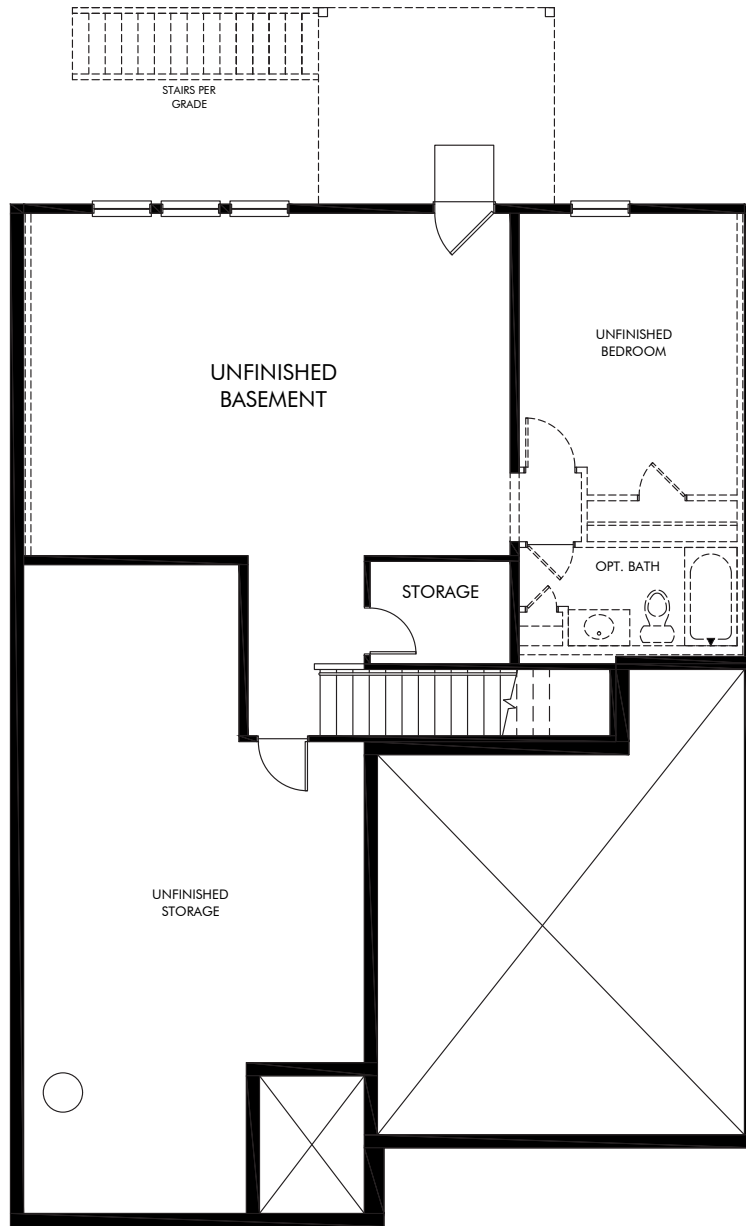 STAIRS PER
GRADE
UNFINISHED
BEDROOM
UNFINISHED
BASEMENT
STORAGE
OPT. BATH
UNFINISHED
STORAGE